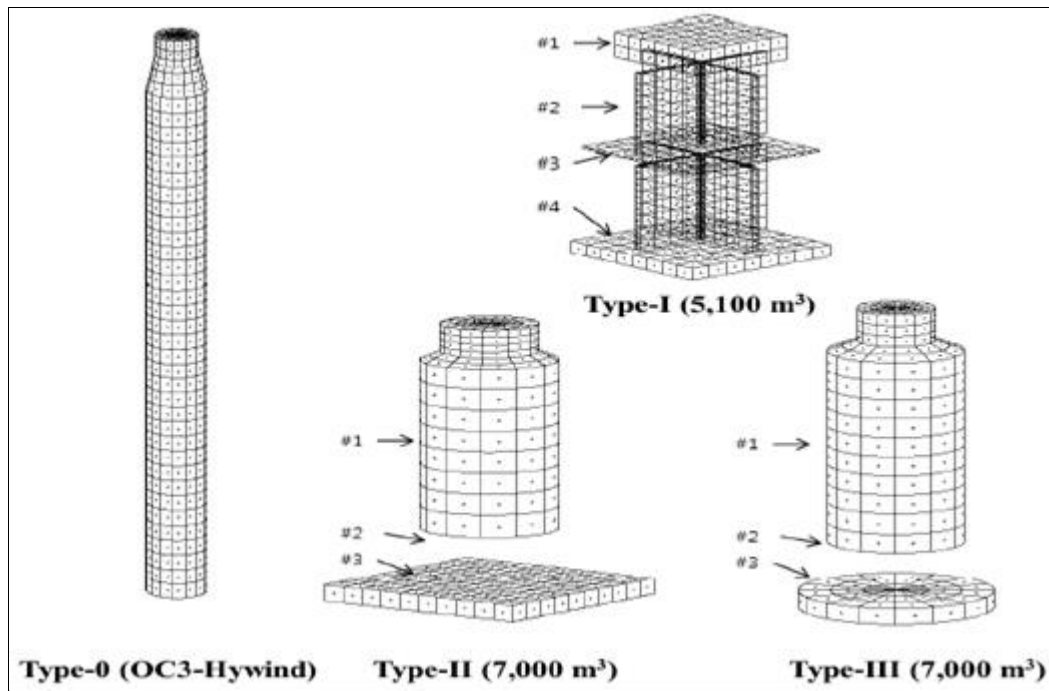 #1
#2
#3
#4
Type-I (5,100 m³)
#1
#2
#3
#1
#2
#3
Type-0 (OC3-Hywind)
Type-II (7,000 m³)
Type-III (7,000 m³)